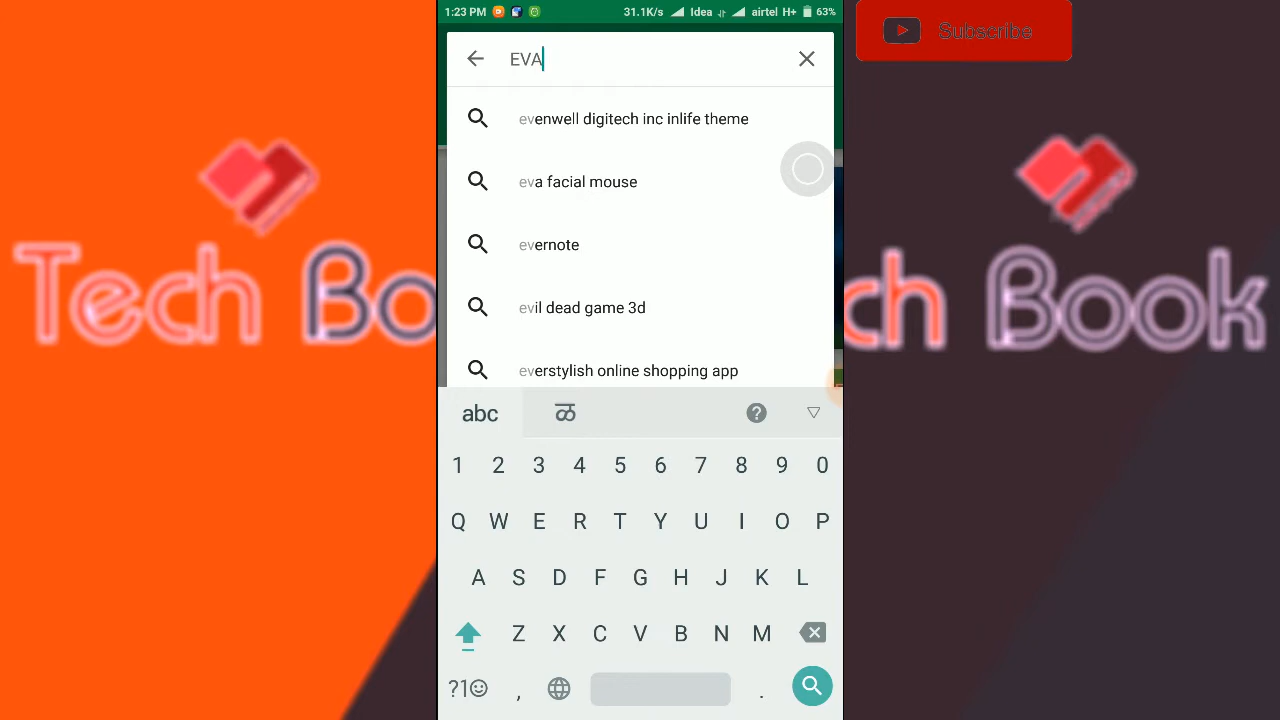 1:23 PM 31.1K/s Idea airtel H+ 63%
Subscribe
EVA
evenwell digitech inc inlife theme
eva facial mouse
evernote
evil dead game 3d
everstylish online shopping app
Tech Bo
ch Book
abc
?
1 2 3 4 5 6 7 8 9 0
Q W E R T Y U I O P
A S D F G H J K L
Z X C V B N M
?1☺ , .